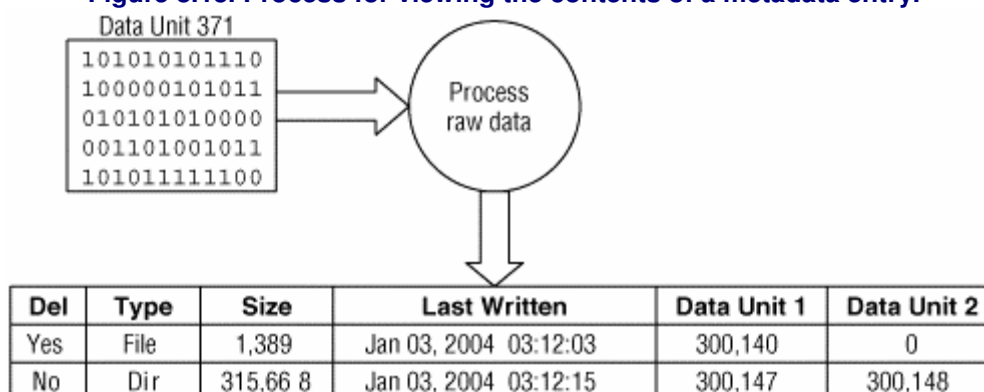 Process for viewing the contents of a metadata entry.
Data Unit 371
101010101110
100000101011
010101010000
001101001011
101011111100
Process
raw data
Del Type Size Last Written Data Unit 1 Data Unit 2
Yes File 1,389 Jan 03, 2004 03:12:03 300,140 0
No Dir 315,66 8 Jan 03, 2004 03:12:15 300,147 300,148